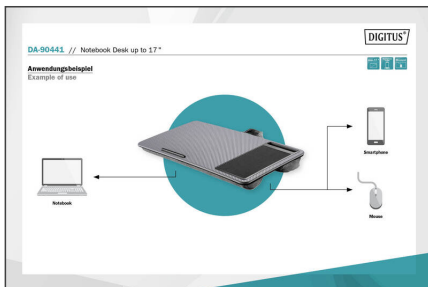 DIGITUS®
DA-90441 // Notebook Desk up to 17"
Anwendungsbeispiel
Example of use
Smartphone
Notebook
Mouse